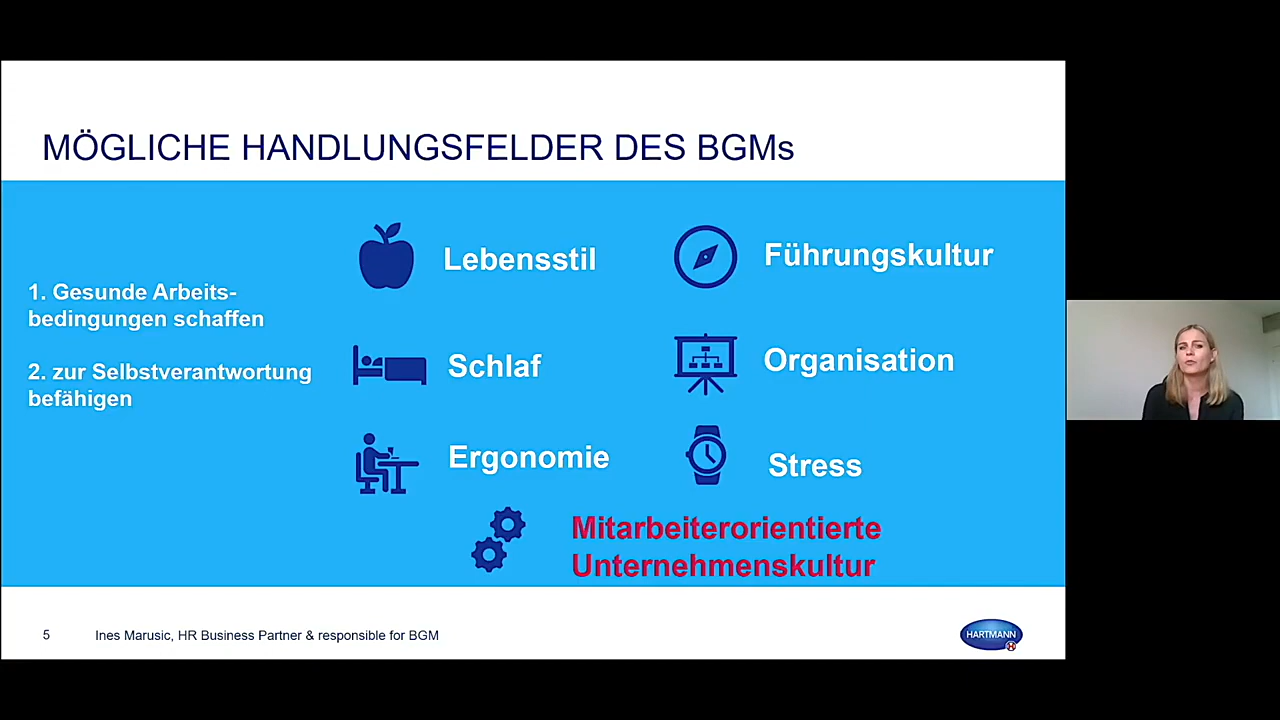 MÖGLICHE HANDLUNGSFELDER DES BGMs
1. Gesunde Arbeits-
bedingungen schaffen
2. zur Selbstverantwortung
befähigen
Lebensstil
Führungskultur
Schlaf
Organisation
Ergonomie
Stress
Mitarbeiterorientierte
Unternehmenskultur
5
Ines Marusic, HR Business Partner & responsible for BGM
HARTMANN